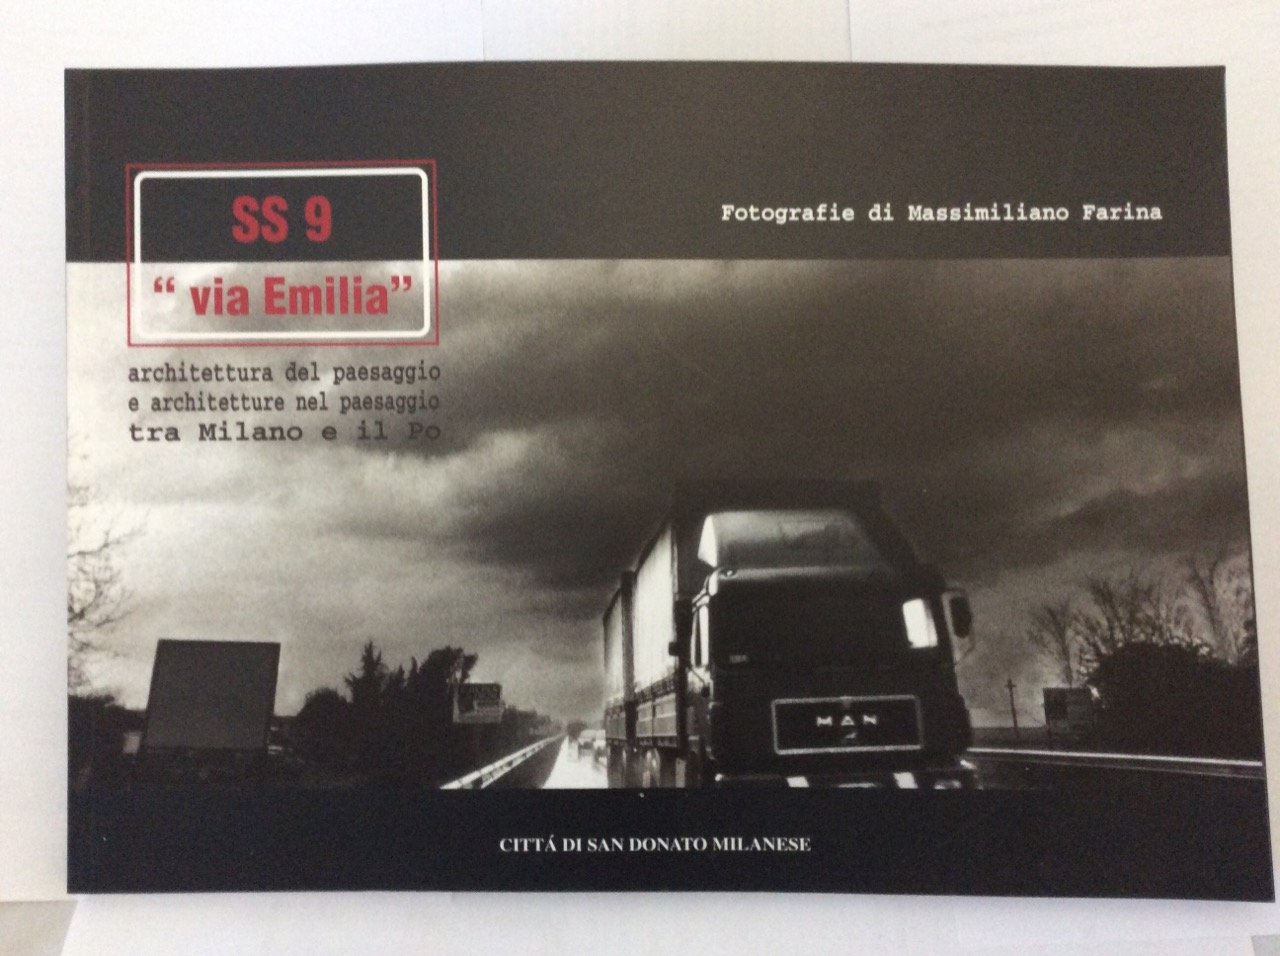 SS 9
“ via Emilia”
Fotografie di Massimiliano Farina
architettura del paesaggio
e architetture nel paesaggio
tra Milano e il Po
MAN
CITTÁ DI SAN DONATO MILANESE